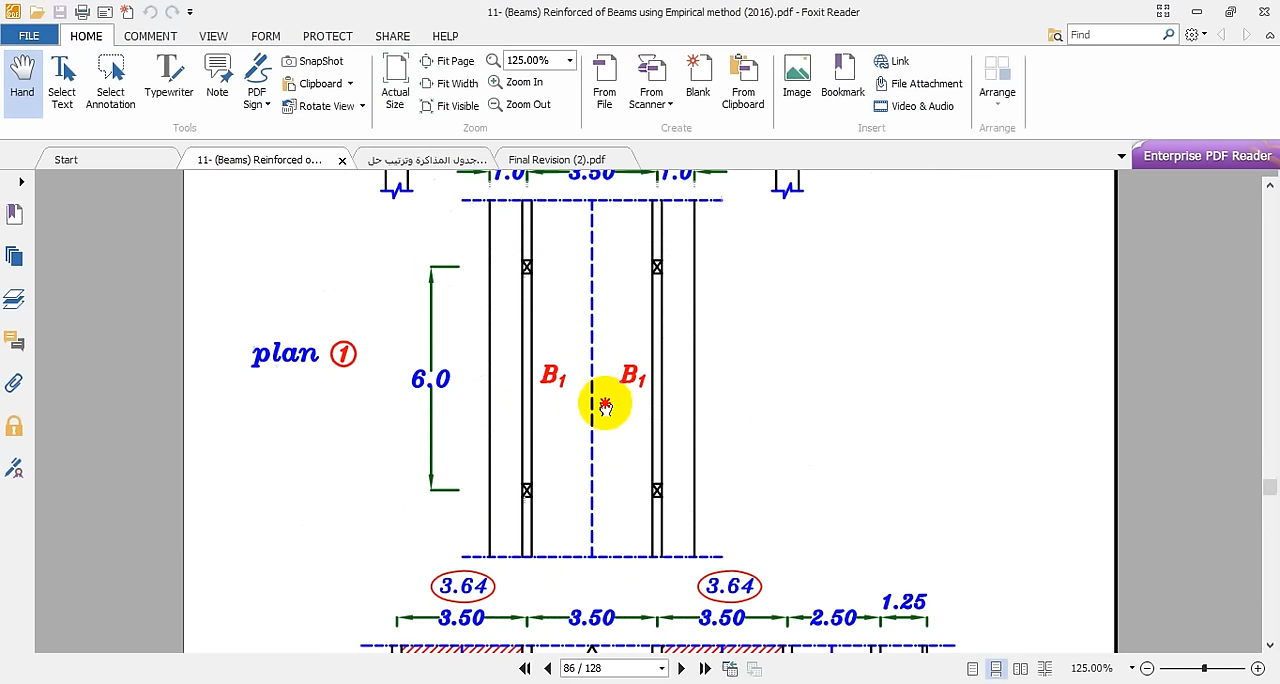 11- (Beams) Reinforced of Beams using Empirical method (2016).pdf - Foxit Reader
FILE HOME COMMENT VIEW FORM PROTECT SHARE HELP
Find
Hand
Select Text
Select Annotation
Typewriter
Note
PDF Sign
SnapShot
Clipboard
Rotate View
Tools
Actual Size
Fit Page
Fit Width
Fit Visible
125.00%
Zoom In
Zoom Out
Zoom
From File
From Scanner
Blank
From Clipboard
Create
Image
Bookmark
Link
File Attachment
Video & Audio
Insert
Arrange
Arrange
Start
11- (Beams) Reinforced o...
جدول المذاكرة وترتيب حل...
Final Revision (2).pdf
Enterprise PDF Reader
1.0 3.50 1.0
plan 1
6.0
B1 B1
3.64 3.64
3.50 3.50 3.50 2.50 1.25
86 / 128
125.00%